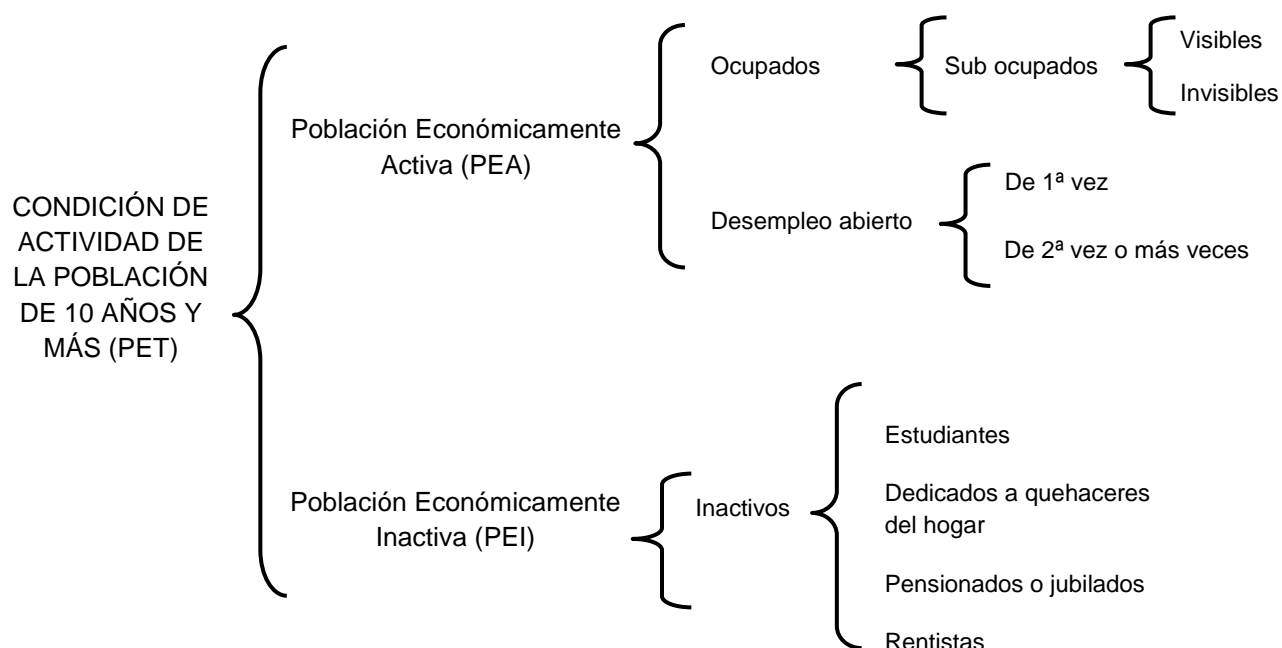 CONDICIÓN DE
ACTIVIDAD DE
LA POBLACIÓN
DE 10 AÑOS Y
MÁS (PET)
Población Económicamente
Activa (PEA)
Ocupados
Sub ocupados
Visibles
Invisibles
Desempleo abierto
De 1ª vez
De 2ª vez o más veces
Población Económicamente
Inactiva (PEI)
Inactivos
Estudiantes
Dedicados a quehaceres
del hogar
Pensionados o jubilados
Rentistas